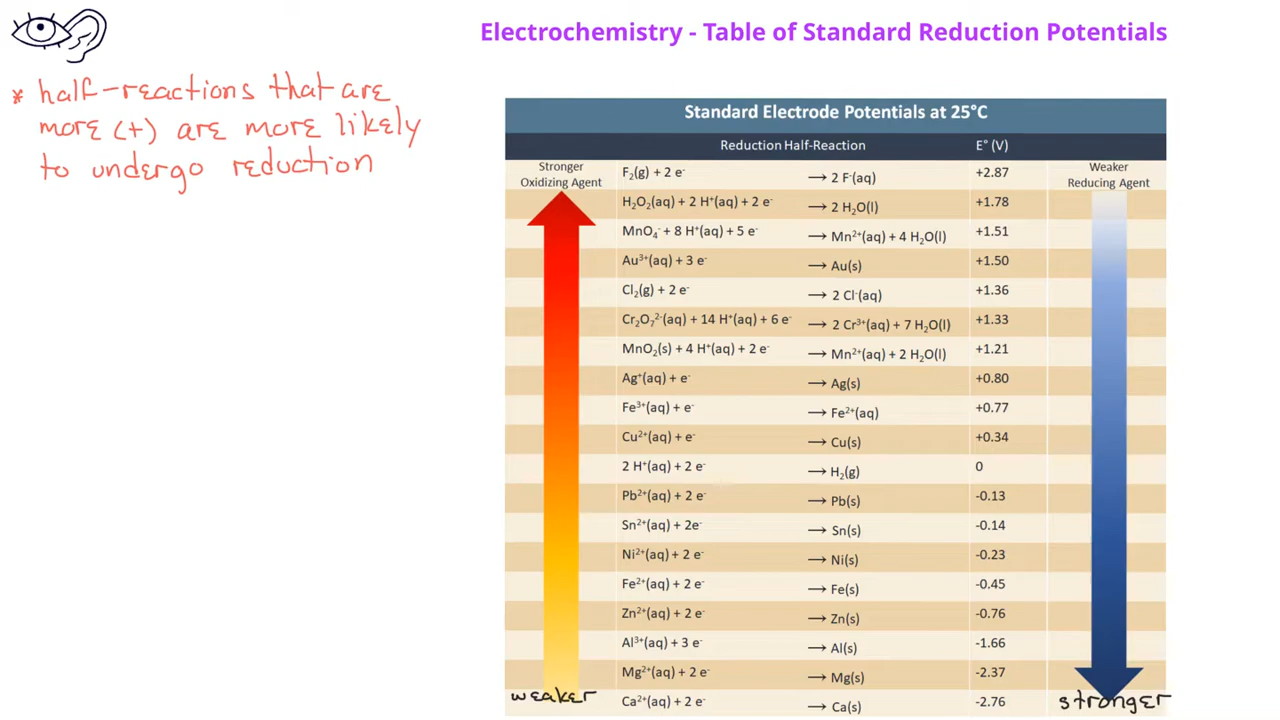 Electrochemistry - Table of Standard Reduction Potentials
* half-reactions that are
more (+) are more likely
to undergo reduction
Standard Electrode Potentials at 25°C
Reduction Half-Reaction E° (V)
Stronger
Oxidizing Agent
Weaker
Reducing Agent
F₂(g) + 2 e⁻ → 2 F⁻(aq) +2.87
H₂O₂(aq) + 2 H⁺(aq) + 2 e⁻ → 2 H₂O(l) +1.78
MnO₄⁻ + 8 H⁺(aq) + 5 e⁻ → Mn²⁺(aq) + 4 H₂O(l) +1.51
Au³⁺(aq) + 3 e⁻ → Au(s) +1.50
Cl₂(g) + 2 e⁻ → 2 Cl⁻(aq) +1.36
Cr₂O₇²⁻(aq) + 14 H⁺(aq) + 6 e⁻ → 2 Cr³⁺(aq) + 7 H₂O(l) +1.33
MnO₂(s) + 4 H⁺(aq) + 2 e⁻ → Mn²⁺(aq) + 2 H₂O(l) +1.21
Ag⁺(aq) + e⁻ → Ag(s) +0.80
Fe³⁺(aq) + e⁻ → Fe²⁺(aq) +0.77
Cu²⁺(aq) + e⁻ → Cu(s) +0.34
2 H⁺(aq) + 2 e⁻ → H₂(g) 0
Pb²⁺(aq) + 2 e⁻ → Pb(s) -0.13
Sn²⁺(aq) + 2e⁻ → Sn(s) -0.14
Ni²⁺(aq) + 2 e⁻ → Ni(s) -0.23
Fe²⁺(aq) + 2 e⁻ → Fe(s) -0.45
Zn²⁺(aq) + 2 e⁻ → Zn(s) -0.76
Al³⁺(aq) + 3 e⁻ → Al(s) -1.66
Mg²⁺(aq) + 2 e⁻ → Mg(s) -2.37
weaker Ca²⁺(aq) + 2 e⁻ → Ca(s) -2.76 stronger